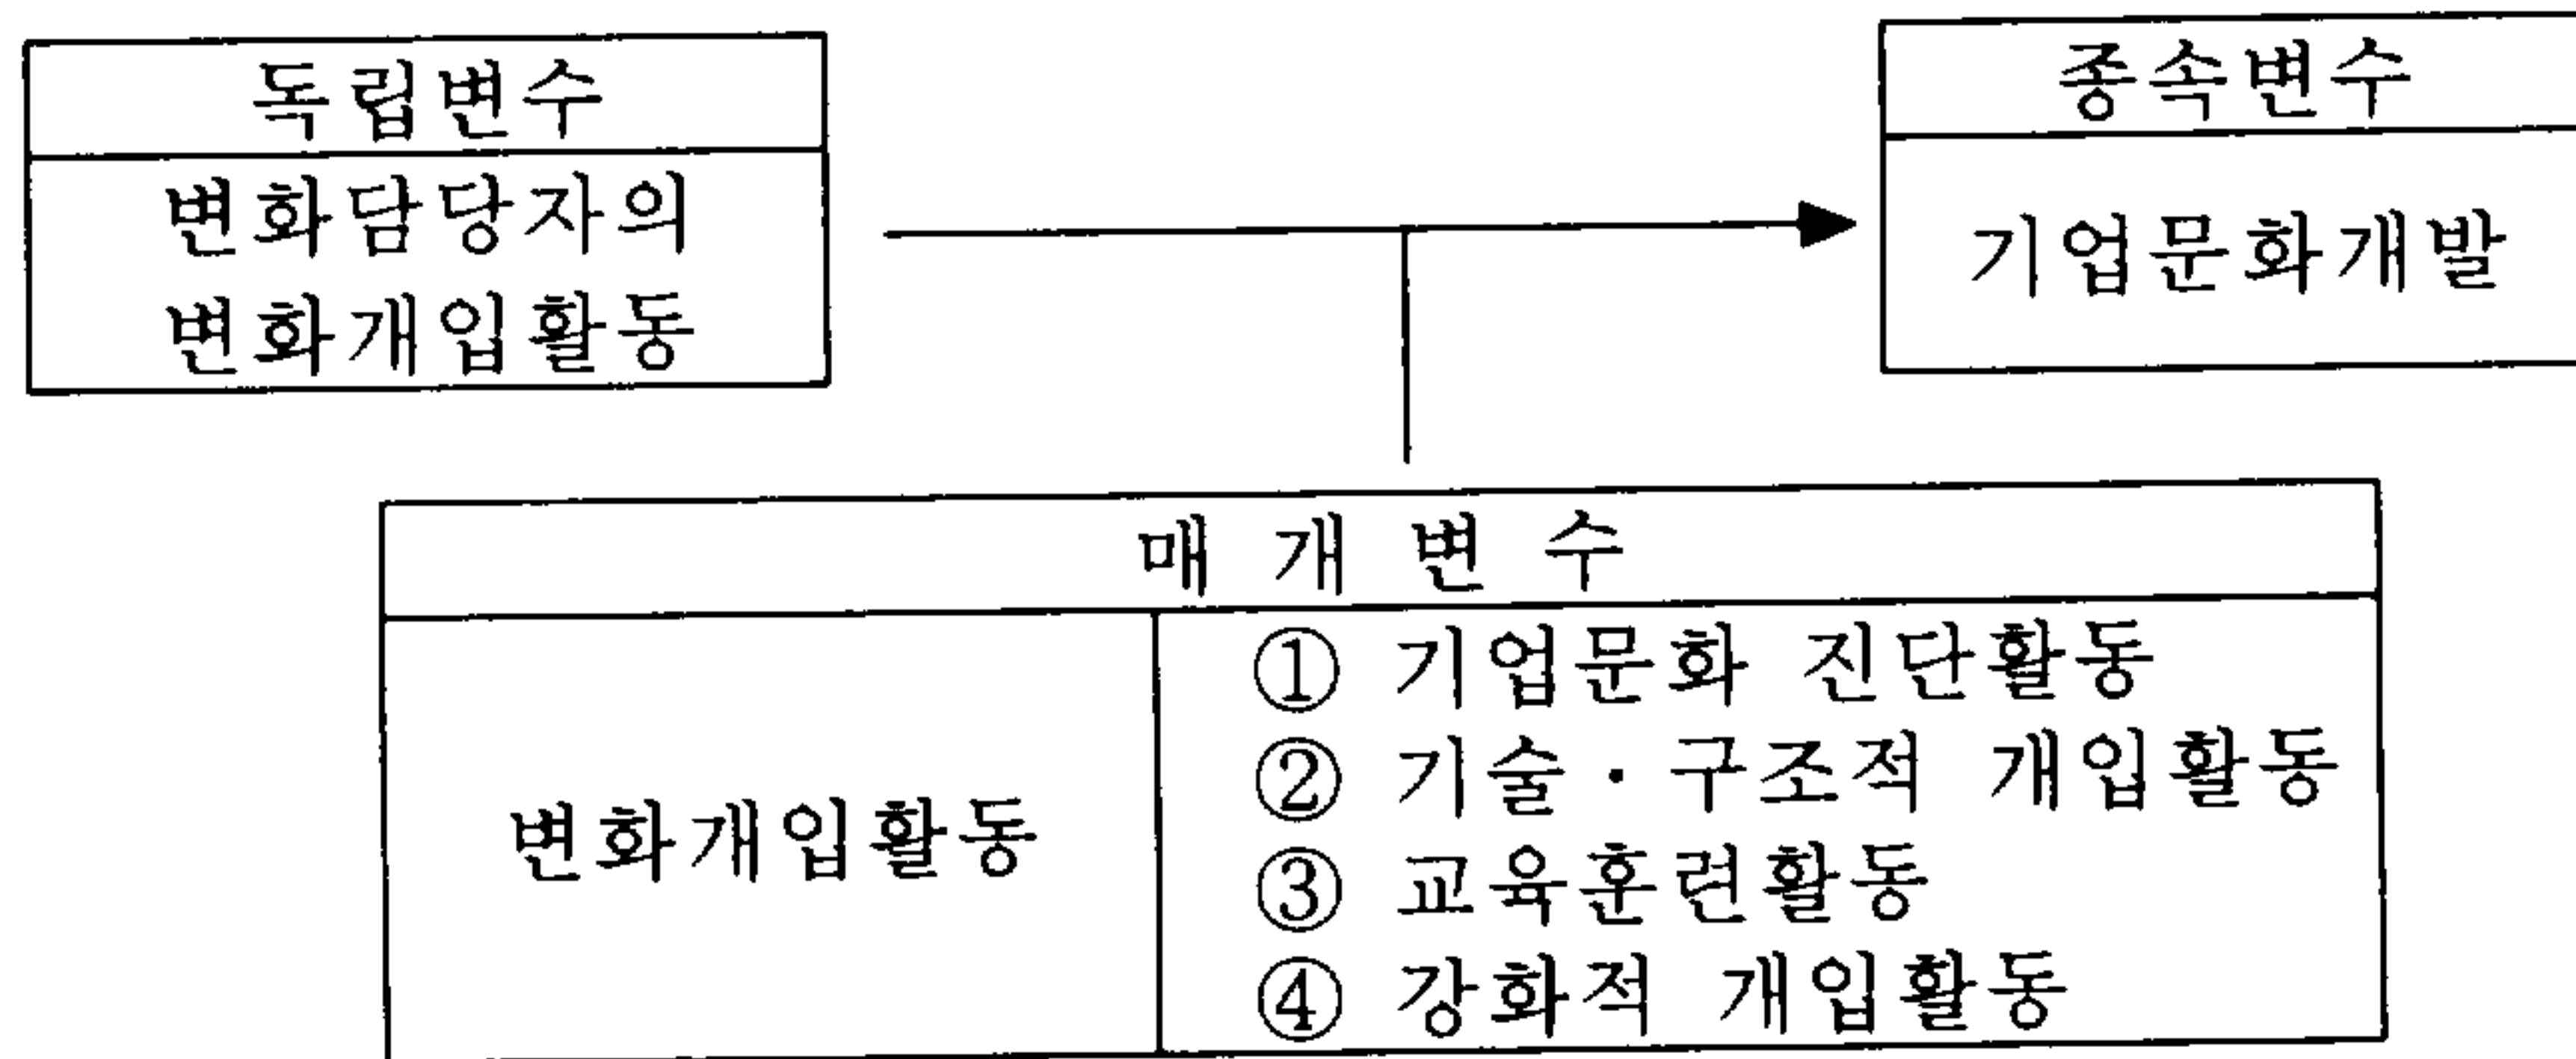 독립변수
변화담당자의
변화개입활동
종속변수
기업문화개발
매 개 변 수
변화개입활동
① 기업문화 진단활동
② 기술·구조적 개입활동
③ 교육훈련활동
④ 강화적 개입활동